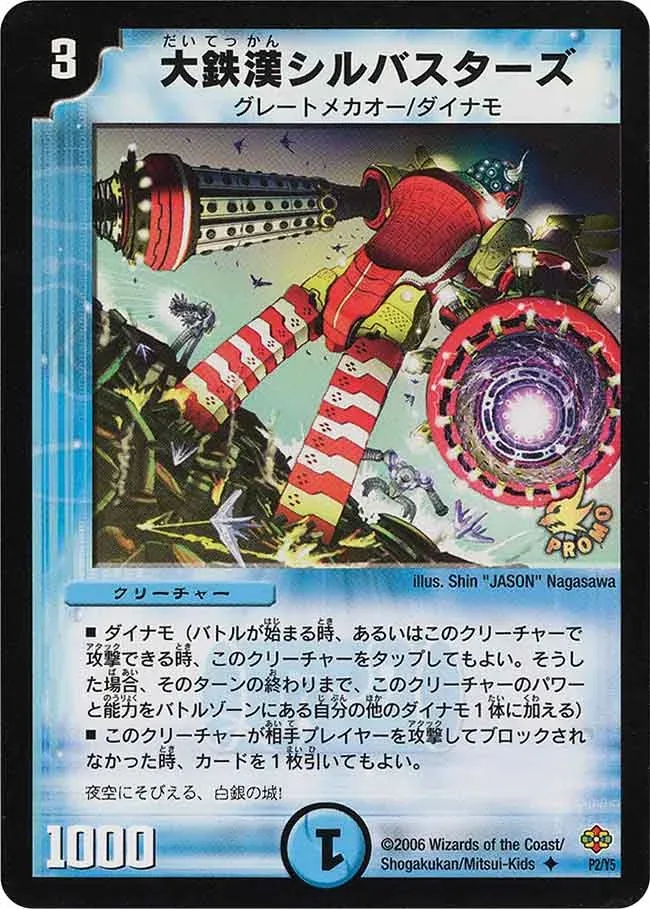 3
だいてっかん
大鉄漢シルバスターズ
グレートメカオー/ダイナモ
PROMO
illus. Shin "JASON" Nagasawa
クリーチャー
■ ダイナモ（バトルが始まる時、あるいはこのクリーチャーで
攻撃できる時、このクリーチャーをタップしてもよい。そうし
た場合、そのターンの終わりまで、このクリーチャーのパワー
と能力をバトルゾーンにある自分の他のダイナモ１体に加える）
■ このクリーチャーが相手プレイヤーを攻撃してブロックされ
なかった時、カードを１枚引いてもよい。
夜空にそびえる、白銀の城!
1000
1
©2006 Wizards of the Coast/
Shogakukan/Mitsui-Kids
P2/Y5